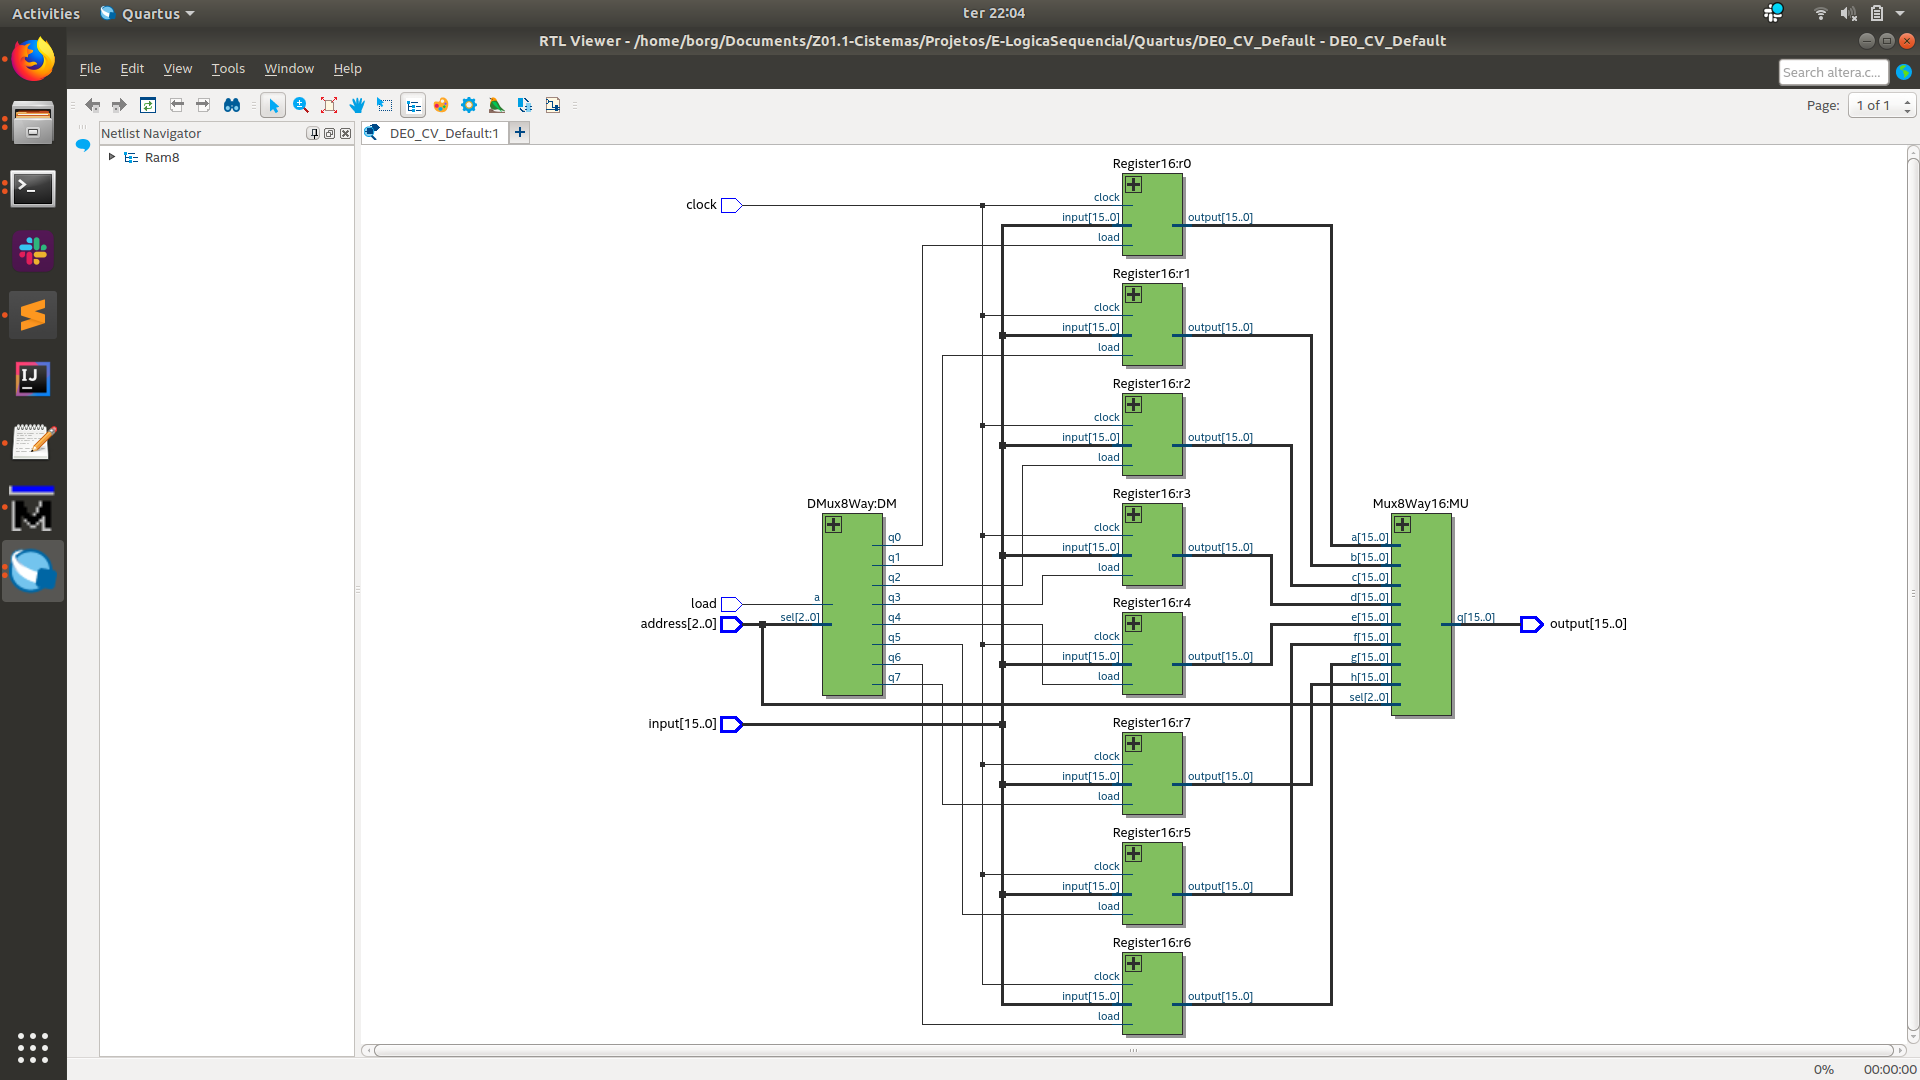 Activities
Quartus
ter 22:04
RTL Viewer - /home/borg/Documents/Z01.1-Cistemas/Projetos/E-LogicaSequencial/Quartus/DE0_CV_Default - DE0_CV_Default
File Edit View Tools Window Help
Search altera.c...
Page: 1 of 1
Netlist Navigator
DE0_CV_Default:1
Ram8
Register16:r0
clock
clock
input[15..0]
output[15..0]
load
Register16:r1
clock
input[15..0]
output[15..0]
load
Register16:r2
clock
input[15..0]
output[15..0]
load
Register16:r3
clock
input[15..0]
output[15..0]
load
Register16:r4
clock
input[15..0]
output[15..0]
load
Register16:r7
clock
input[15..0]
output[15..0]
load
Register16:r5
clock
input[15..0]
output[15..0]
load
Register16:r6
clock
input[15..0]
output[15..0]
load
DMux8Way:DM
q0
q1
q2
q3
q4
q5
q6
q7
load
a
address[2..0]
sel[2..0]
input[15..0]
Mux8Way16:MU
a[15..0]
b[15..0]
c[15..0]
d[15..0]
e[15..0]
f[15..0]
g[15..0]
h[15..0]
sel[2..0]
q[15..0]
output[15..0]
0% 00:00:00